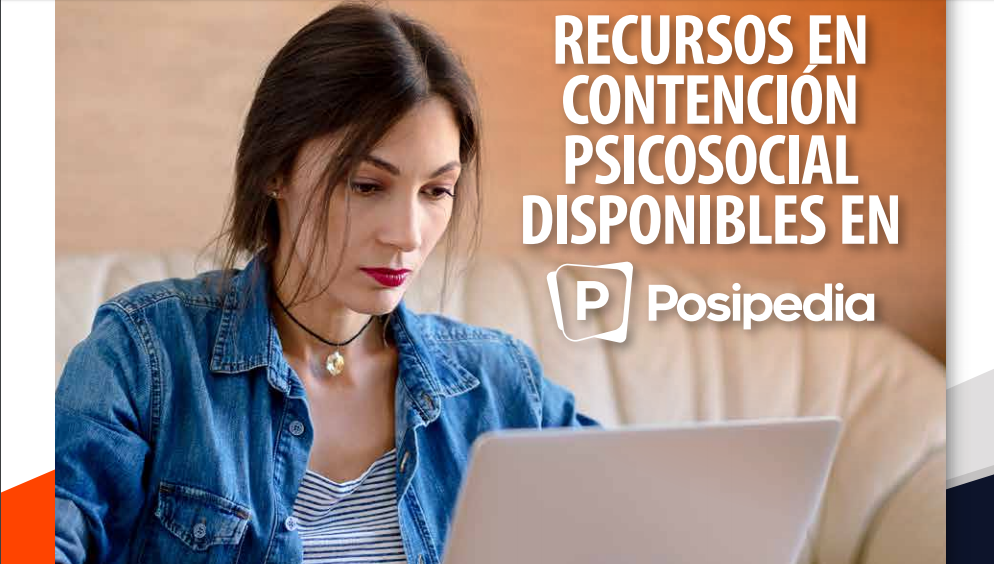 RECURSOS EN
CONTENCIÓN
PSICOSOCIAL
DISPONIBLES EN
P Posipedia